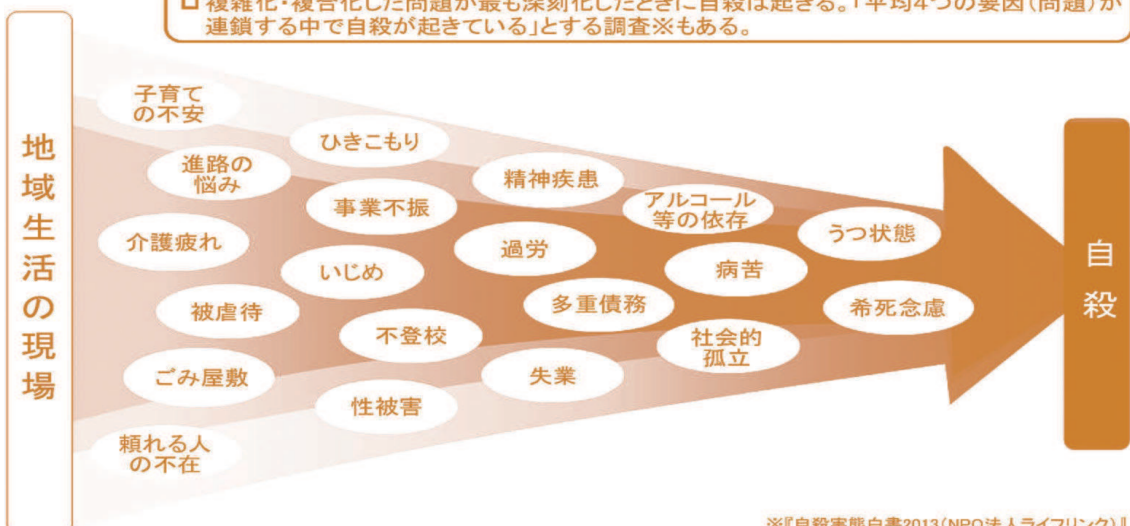 □ 複雑化・複合化した問題が最も深刻化したときに自殺は起きる。「平均4つの要因(問題)が
連鎖する中で自殺が起きている」とする調査※もある。
地域生活の現場
子育て
の不安
進路の
悩み
介護疲れ
被虐待
ごみ屋敷
頼れる人
の不在
ひきこもり
事業不振
いじめ
不登校
性被害
精神疾患
過労
多重債務
失業
アルコール
等の依存
病苦
社会的
孤立
うつ状態
希死念慮
自殺
※『自殺実態白書2013(NPO法人ライフリンク)』